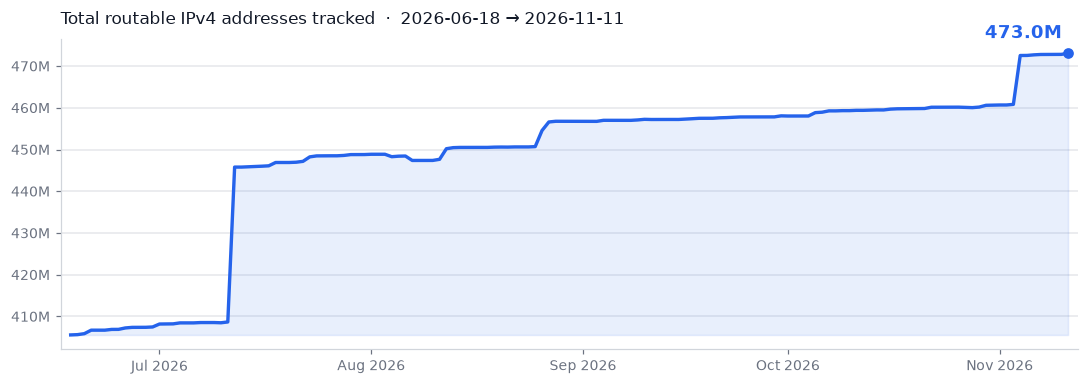 Total routable IPv4 addresses tracked · 2026-06-18 → 2026-11-11
473.0M
470M
460M
450M
440M
430M
420M
410M
Jul 2026 Aug 2026 Sep 2026 Oct 2026 Nov 2026